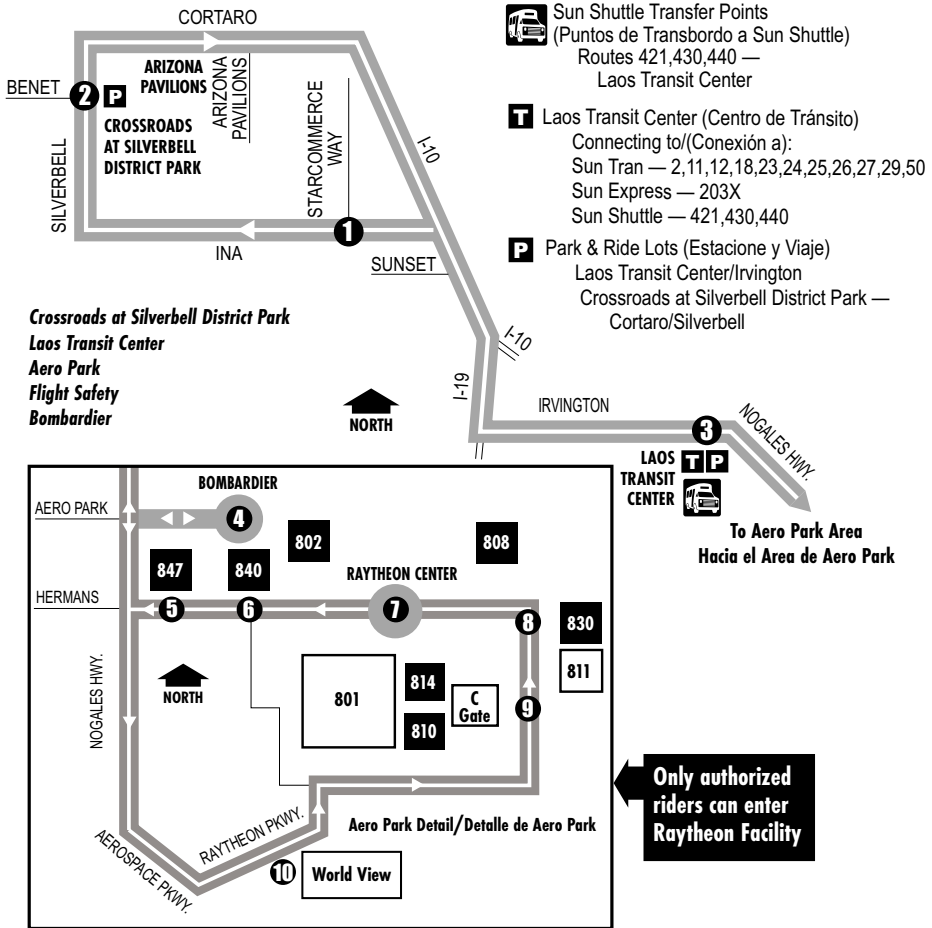 CORTARO
Sun Shuttle Transfer Points
(Puntos de Transbordo a Sun Shuttle)
Routes 421,430,440 —
Laos Transit Center
BENET
2
P
ARIZONA
PAVILIONS
ARIZONA
PAVILIONS
CROSSROADS
AT SILVERBELL
DISTRICT PARK
SILVERBELL
STARCOMMERCE
WAY
I-10
T Laos Transit Center (Centro de Tránsito)
Connecting to/(Conexión a):
Sun Tran — 2,11,12,18,23,24,25,26,27,29,50
Sun Express — 203X
Sun Shuttle — 421,430,440
1
INA
SUNSET
P Park & Ride Lots (Estacione y Viaje)
Laos Transit Center/Irvington
Crossroads at Silverbell District Park —
Cortaro/Silverbell
Crossroads at Silverbell District Park
Laos Transit Center
Aero Park
Flight Safety
Bombardier
I-10
I-19
NORTH
IRVINGTON
3
NOGALES HWY.
LAOS
TRANSIT
CENTER
T P
To Aero Park Area
Hacia el Area de Aero Park
BOMBARDIER
AERO PARK
4
802
808
847
840
RAYTHEON CENTER
HERMANS
5
6
7
8
830
811
NORTH
NOGALES HWY.
801
814
C
Gate
810
9
Only authorized
riders can enter
Raytheon Facility
RAYTHEON PKWY.
Aero Park Detail/Detalle de Aero Park
AEROSPACE PKWY.
10
World View